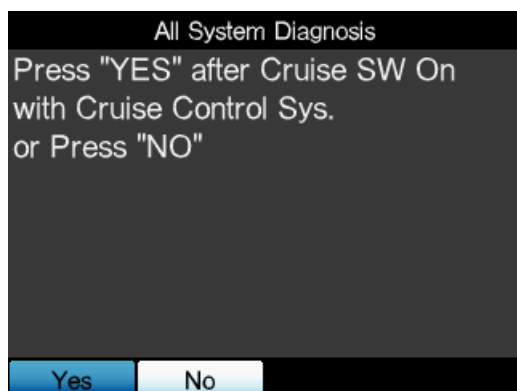 All System Diagnosis
Press "YES" after Cruise SW On
with Cruise Control Sys.
or Press "NO"
Yes
No